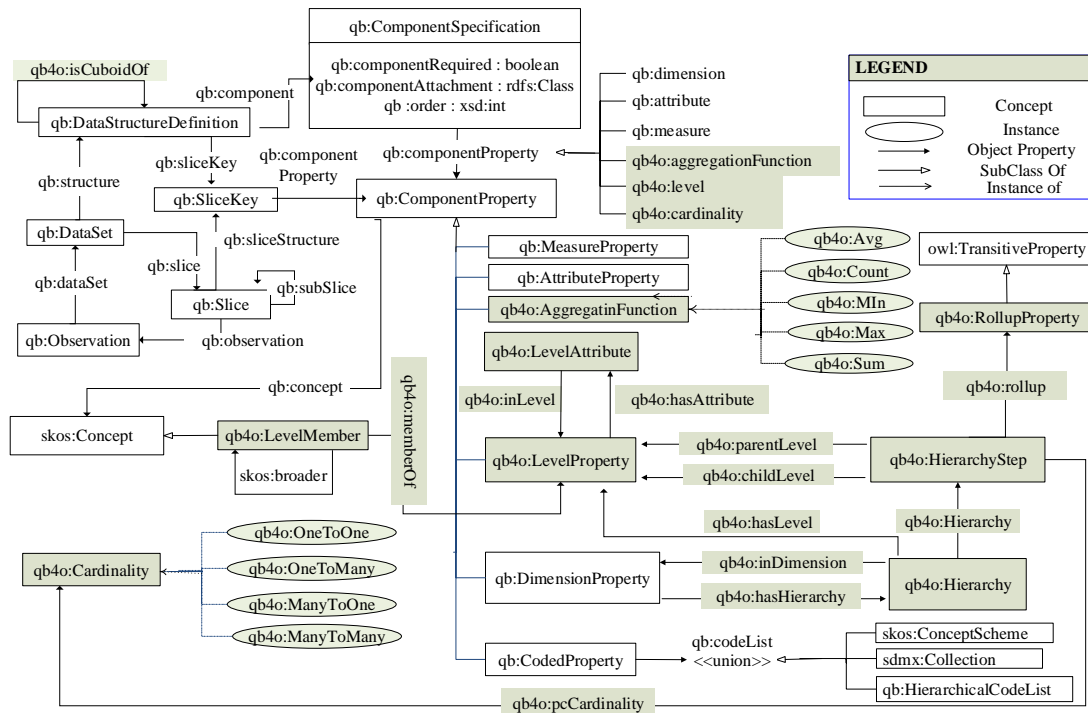 qb:ComponentSpecification
qb:componentRequired : boolean
qb:componentAttachment : rdfs:Class
qb :order : xsd:int
qb4o:isCuboidOf
qb:component
qb:DataStructureDefinition
qb:dimension
qb:attribute
qb:measure
qb4o:aggregationFunction
qb4o:level
qb4o:cardinality
LEGEND
Concept
Instance
Object Property
SubClass Of
Instance of
qb:componentProperty
qb:sliceKey
qb:component
Property
qb:structure
qb:SliceKey
qb:ComponentProperty
qb:DataSet
qb:sliceStructure
qb:slice
qb:dataSet
qb:subSlice
qb:Slice
qb:Observation
qb:observation
qb:MeasureProperty
qb:AttributeProperty
qb4o:AggregatinFunction
qb4o:Avg
qb4o:Count
qb4o:MIn
qb4o:Max
qb4o:Sum
owl:TransitiveProperty
qb4o:RollupProperty
qb4o:rollup
qb4o:LevelAttribute
qb4o:inLevel
qb4o:hasAttribute
qb:concept
qb4o:memberOf
skos:Concept
qb4o:LevelMember
skos:broader
qb4o:LevelProperty
qb4o:parentLevel
qb4o:childLevel
qb4o:HierarchyStep
qb4o:hasLevel
qb4o:Hierarchy
qb4o:OneToOne
qb4o:OneToMany
qb4o:ManyToOne
qb4o:ManyToMany
qb4o:Cardinality
qb:DimensionProperty
qb4o:inDimension
qb4o:hasHierarchy
qb4o:Hierarchy
qb:CodedProperty
qb:codeList
<<union>>
skos:ConceptScheme
sdmx:Collection
qb:HierarchicalCodeList
qb4o:pcCardinality